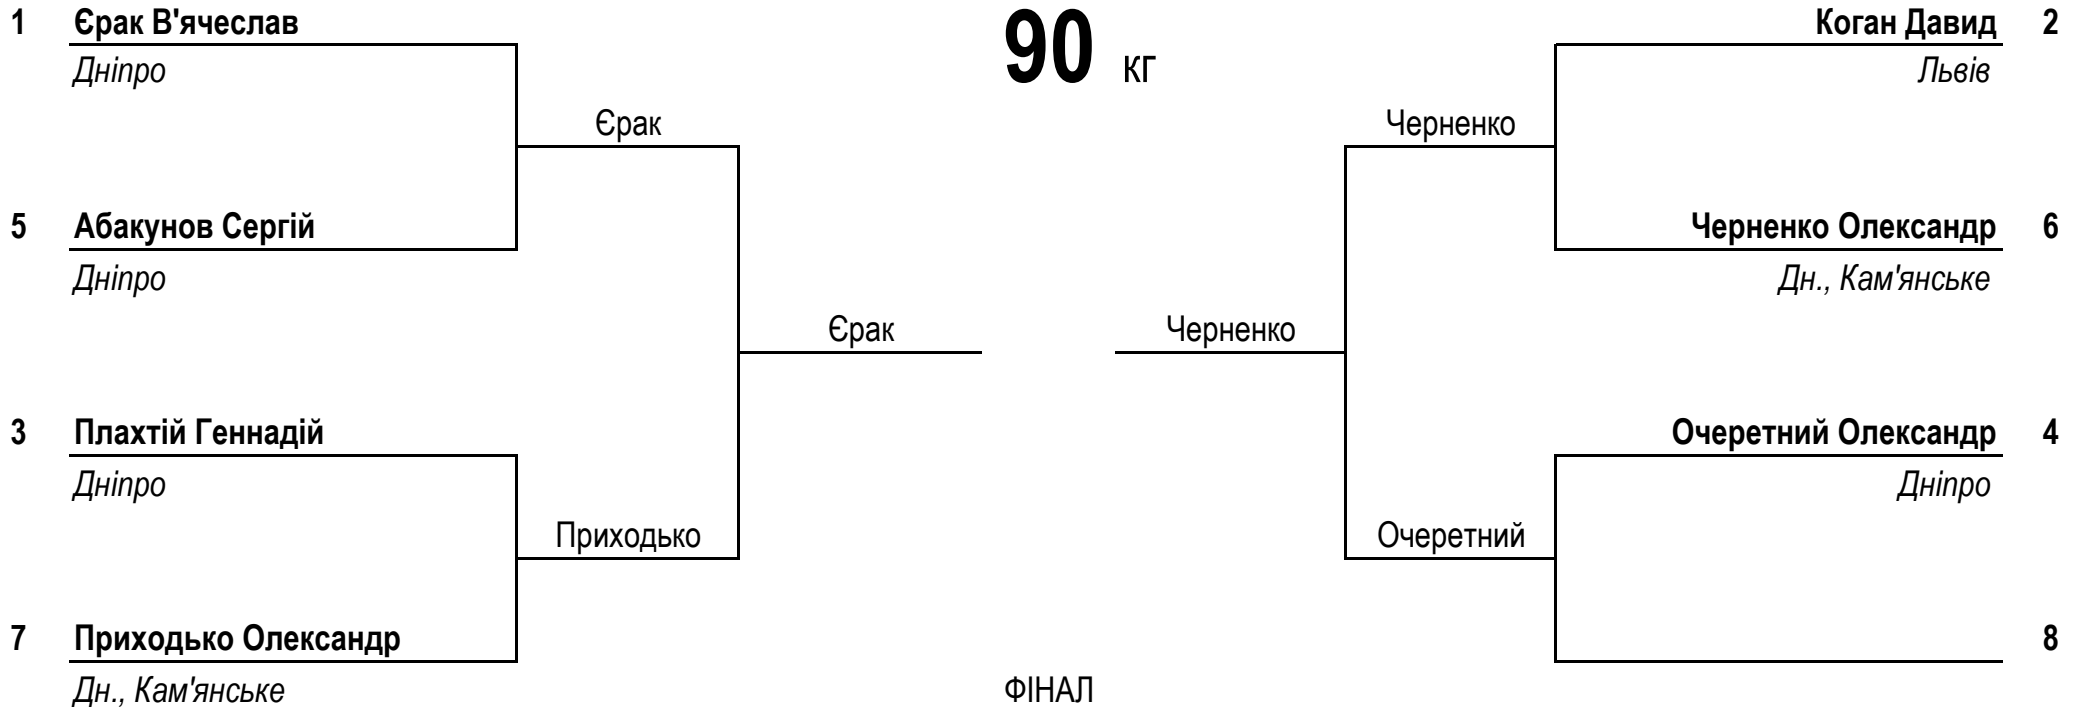 1 Єрак В'ячеслав 90 кг Коган Давид 2
Дніпро Львів
Єрак Черненко
5 Абакунов Сергій Черненко Олександр 6
Дніпро Дн., Кам'янське
Єрак Черненко
3 Плахтій Геннадій Очеретний Олександр 4
Дніпро Дніпро
Приходько Очеретний
7 Приходько Олександр 8
Дн., Кам'янське ФІНАЛ